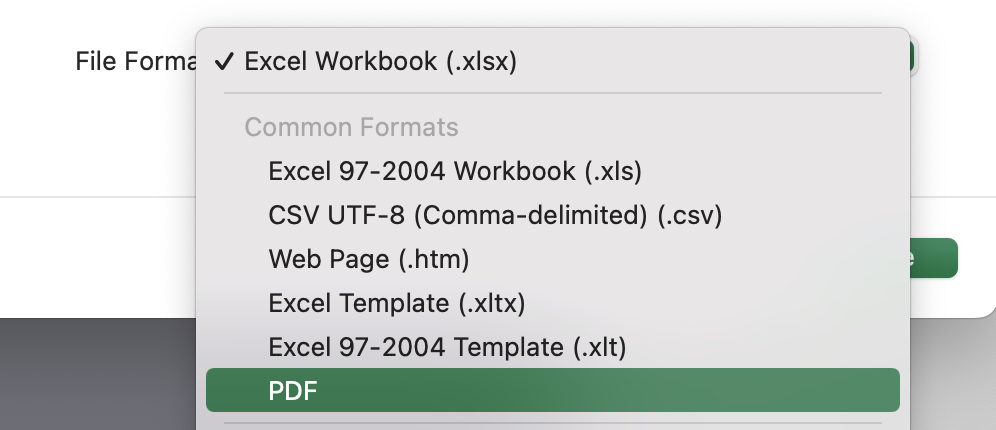 File Forma
✓ Excel Workbook (.xlsx)
Common Formats
Excel 97-2004 Workbook (.xls)
CSV UTF-8 (Comma-delimited) (.csv)
Web Page (.htm)
Excel Template (.xltx)
Excel 97-2004 Template (.xlt)
PDF